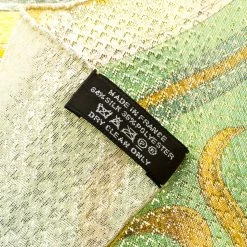 MADE IN FRANCE
64% SILK 36% POLYESTER
DRY CLEAN ONLY